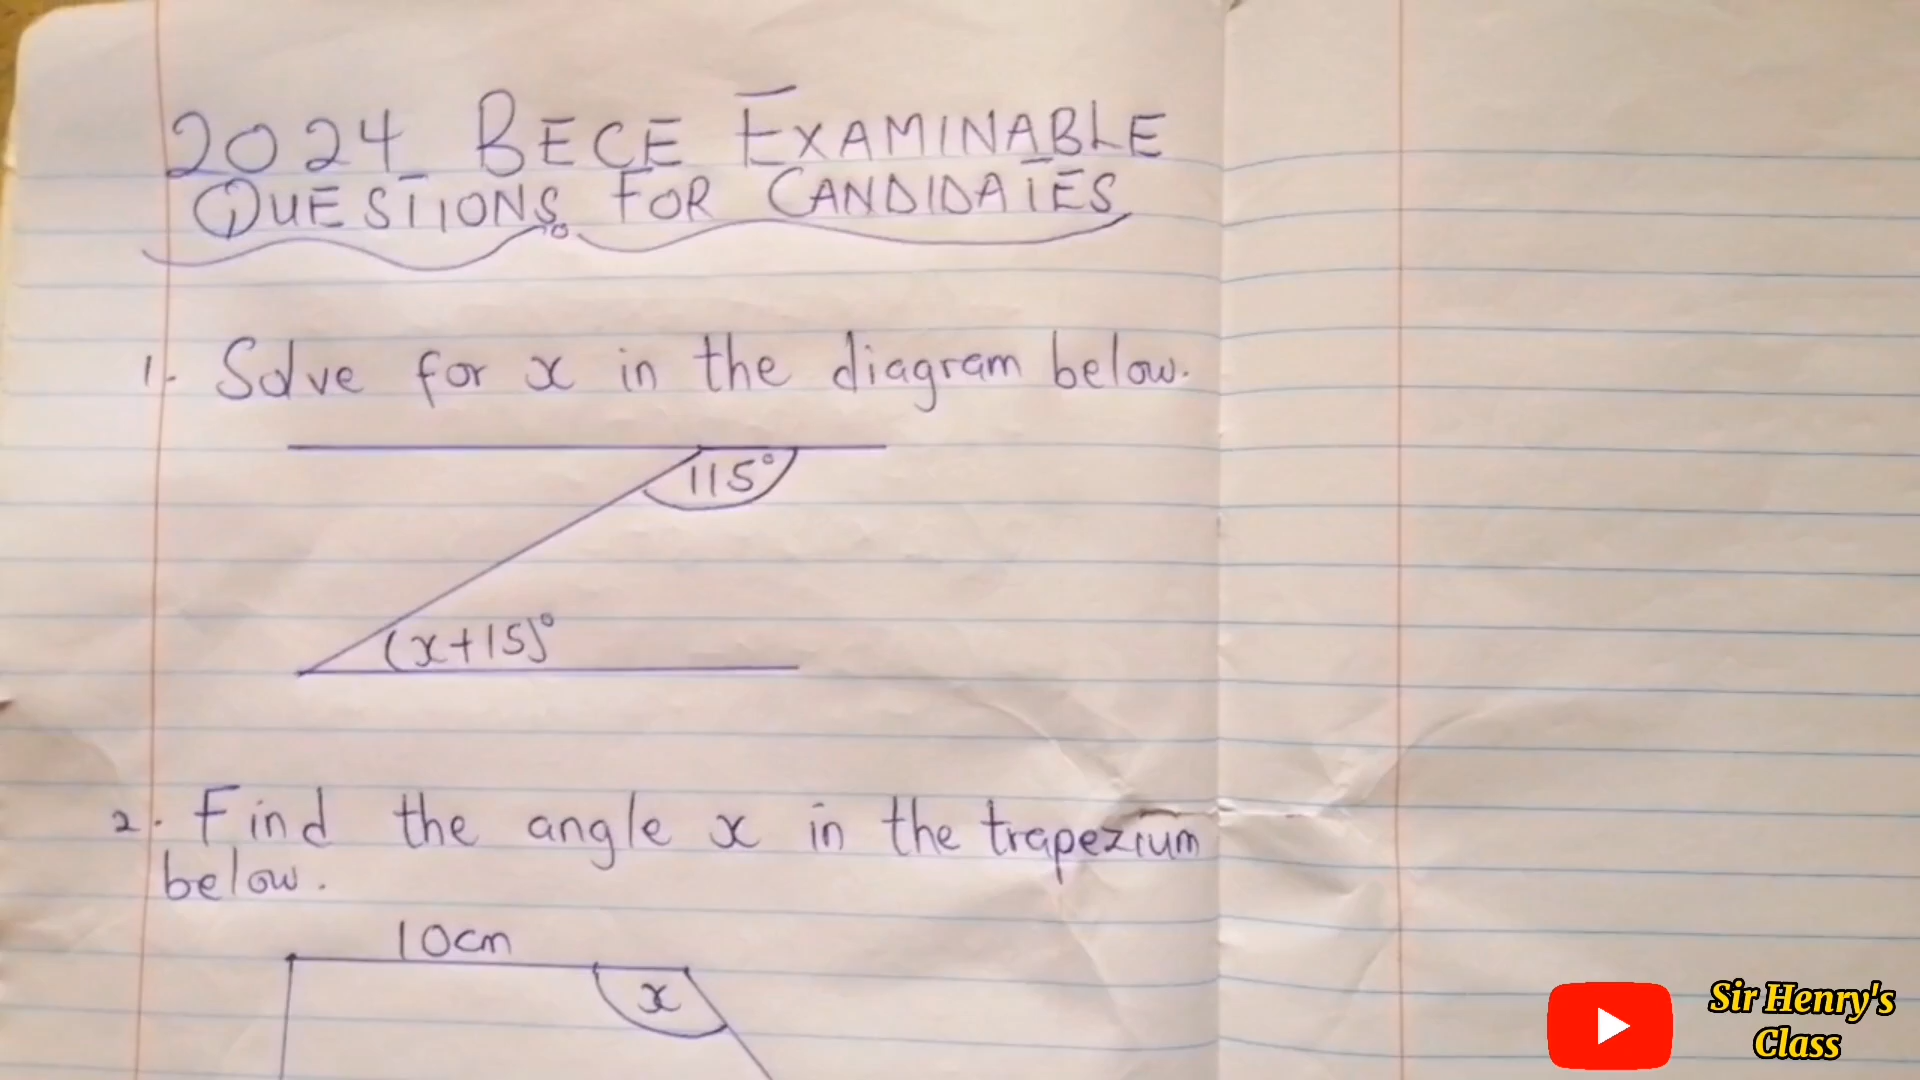 2024 BECE EXAMINABLE
QUESTIONS FOR CANDIDATES
1. Solve for x in the diagram below.
115°
(x+15)°
2. Find the angle x in the trapezium
below.
10cm
x
Sir Henry's
Class